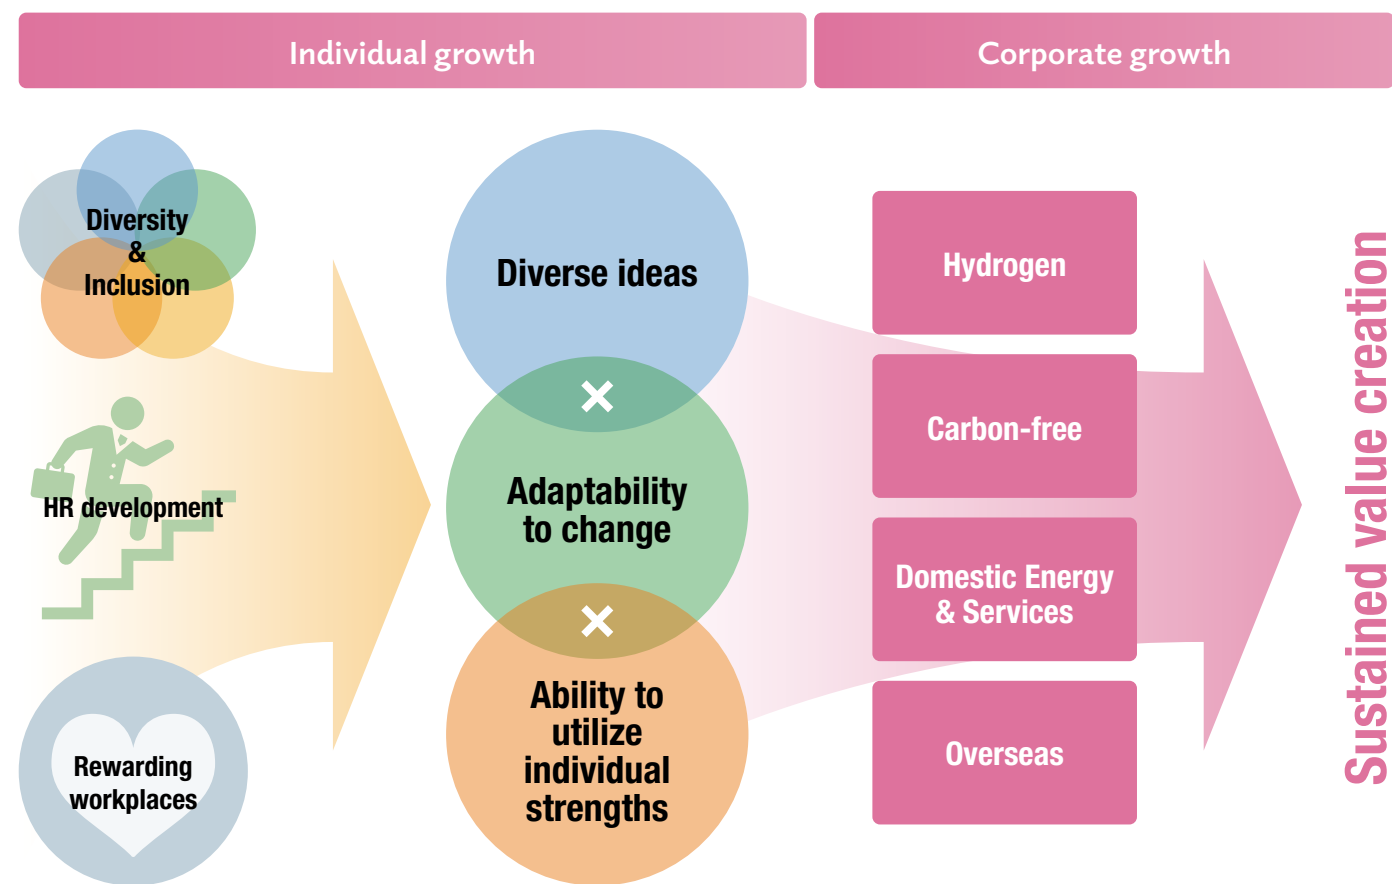 Individual growth
Corporate growth
Diversity
&
Inclusion
HR development
Rewarding
workplaces
Diverse ideas
×
Adaptability
to change
×
Ability to
utilize
individual
strengths
Hydrogen
Carbon-free
Domestic Energy
& Services
Overseas
Sustained value creation